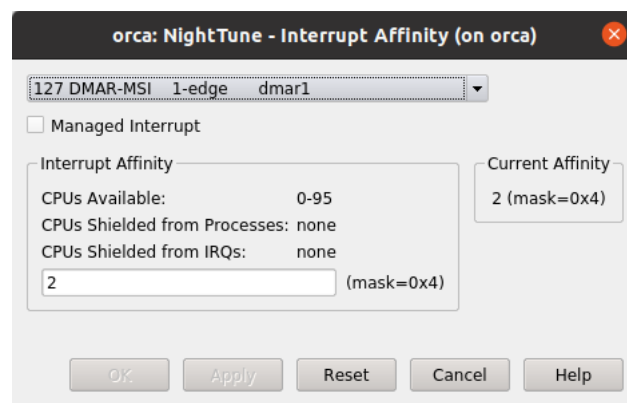 orca: NightTune - Interrupt Affinity (on orca)
127 DMAR-MSI 1-edge dmar1
Managed Interrupt
Interrupt Affinity
CPUs Available: 0-95
CPUs Shielded from Processes: none
CPUs Shielded from IRQs: none
2 (mask=0x4)
Current Affinity
2 (mask=0x4)
OK Apply Reset Cancel Help